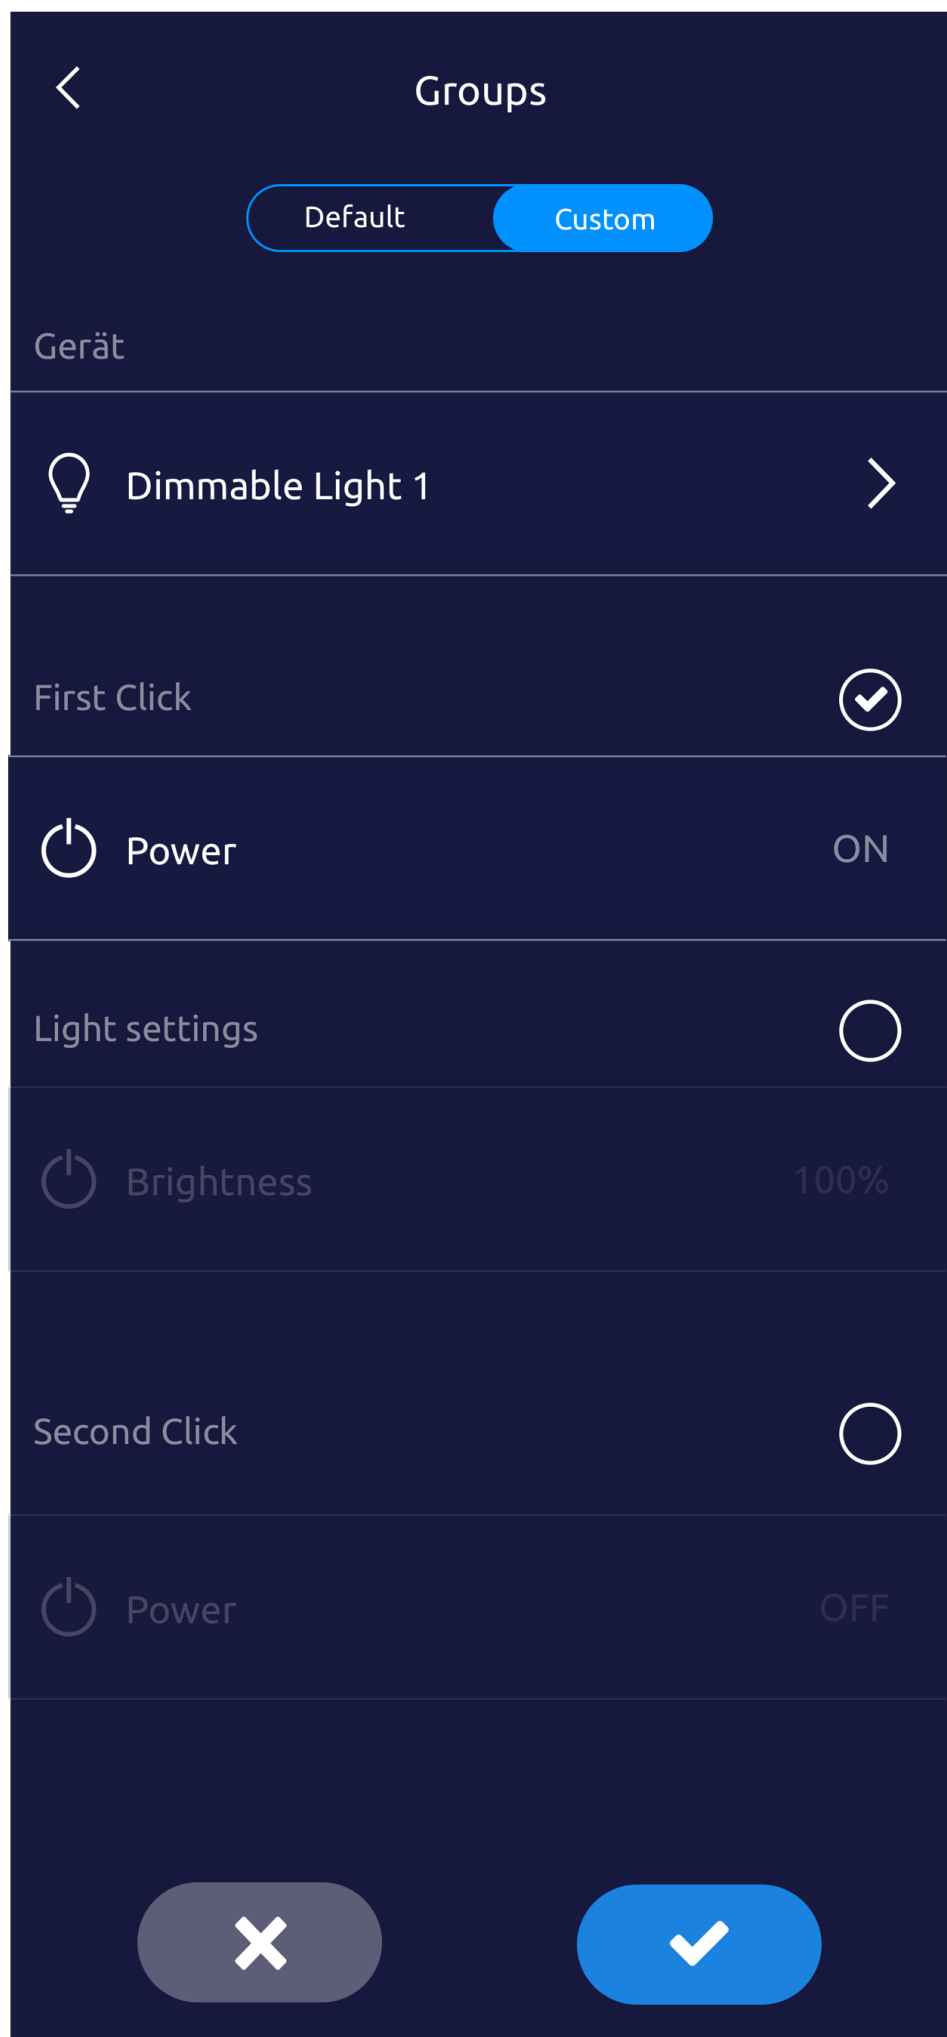 Groups
Default Custom
Gerät
Dimmable Light 1
First Click
Power ON
Light settings
Brightness 100%
Second Click
Power OFF